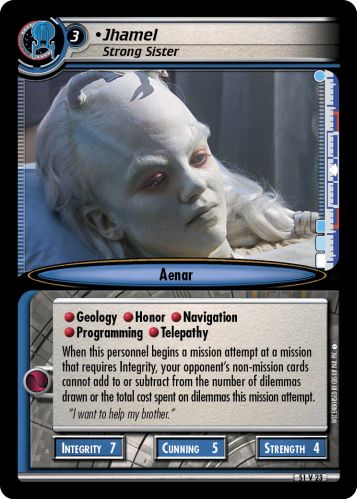 3
•Jhamel
Strong Sister
Aenar
Geology Honor Navigation
Programming Telepathy
When this personnel begins a mission attempt at a mission
that requires Integrity, your opponent's non-mission cards
cannot add to or subtract from the number of dilemmas
drawn or the total cost spent on dilemmas this mission attempt.
"I want to help my brother."
INTEGRITY 7 CUNNING 5 STRENGTH 4
51 V 23